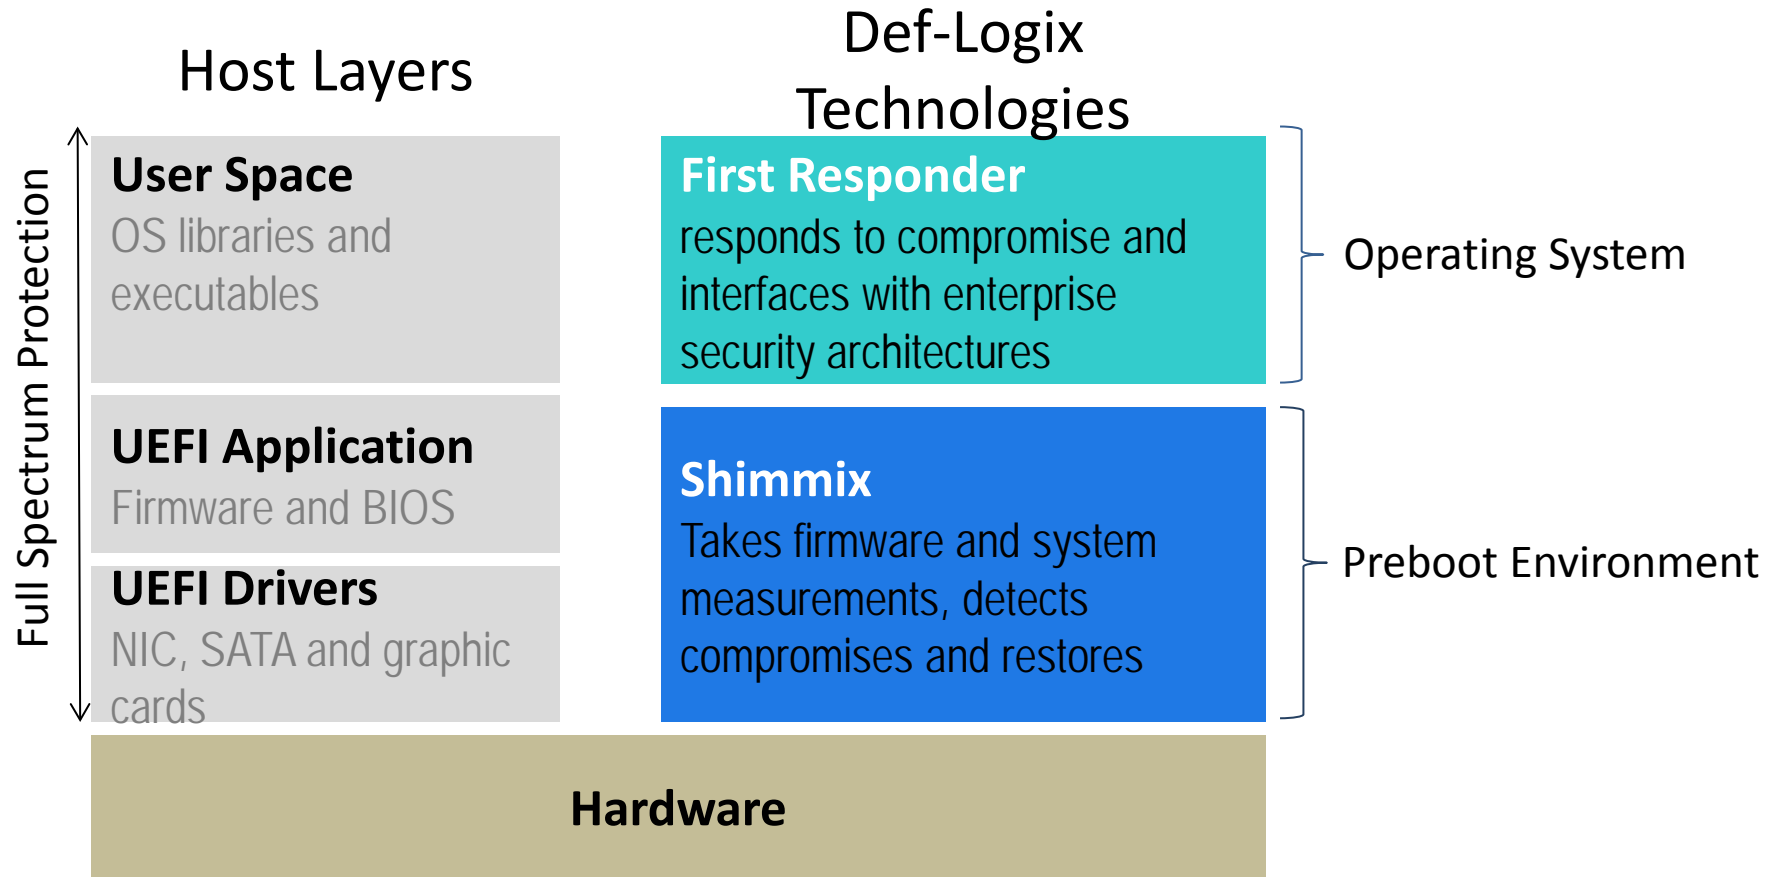 Host Layers
Def-Logix
Technologies
Full Spectrum Protection
User Space
OS libraries and
executables
UEFI Application
Firmware and BIOS
UEFI Drivers
NIC, SATA and graphic
cards
First Responder
responds to compromise and
interfaces with enterprise
security architectures
Shimmix
Takes firmware and system
measurements, detects
compromises and restores
Operating System
Preboot Environment
Hardware